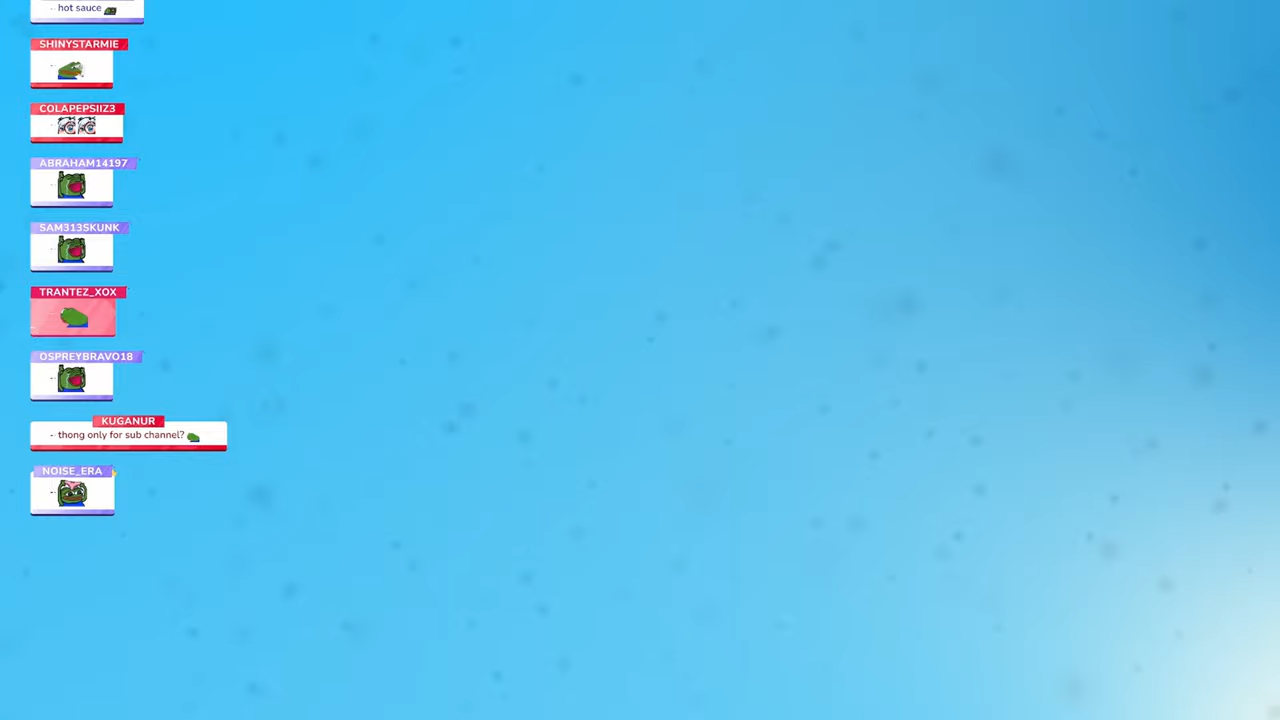 - hot sauce
SHINYSTARMIE
COLAPEPSIIZ3
ABRAHAM14197
SAM313SKUNK
TRANTEZ_XOX
OSPREYBRAVO18
KUGANUR
- thong only for sub channel?
NOISE_ERA